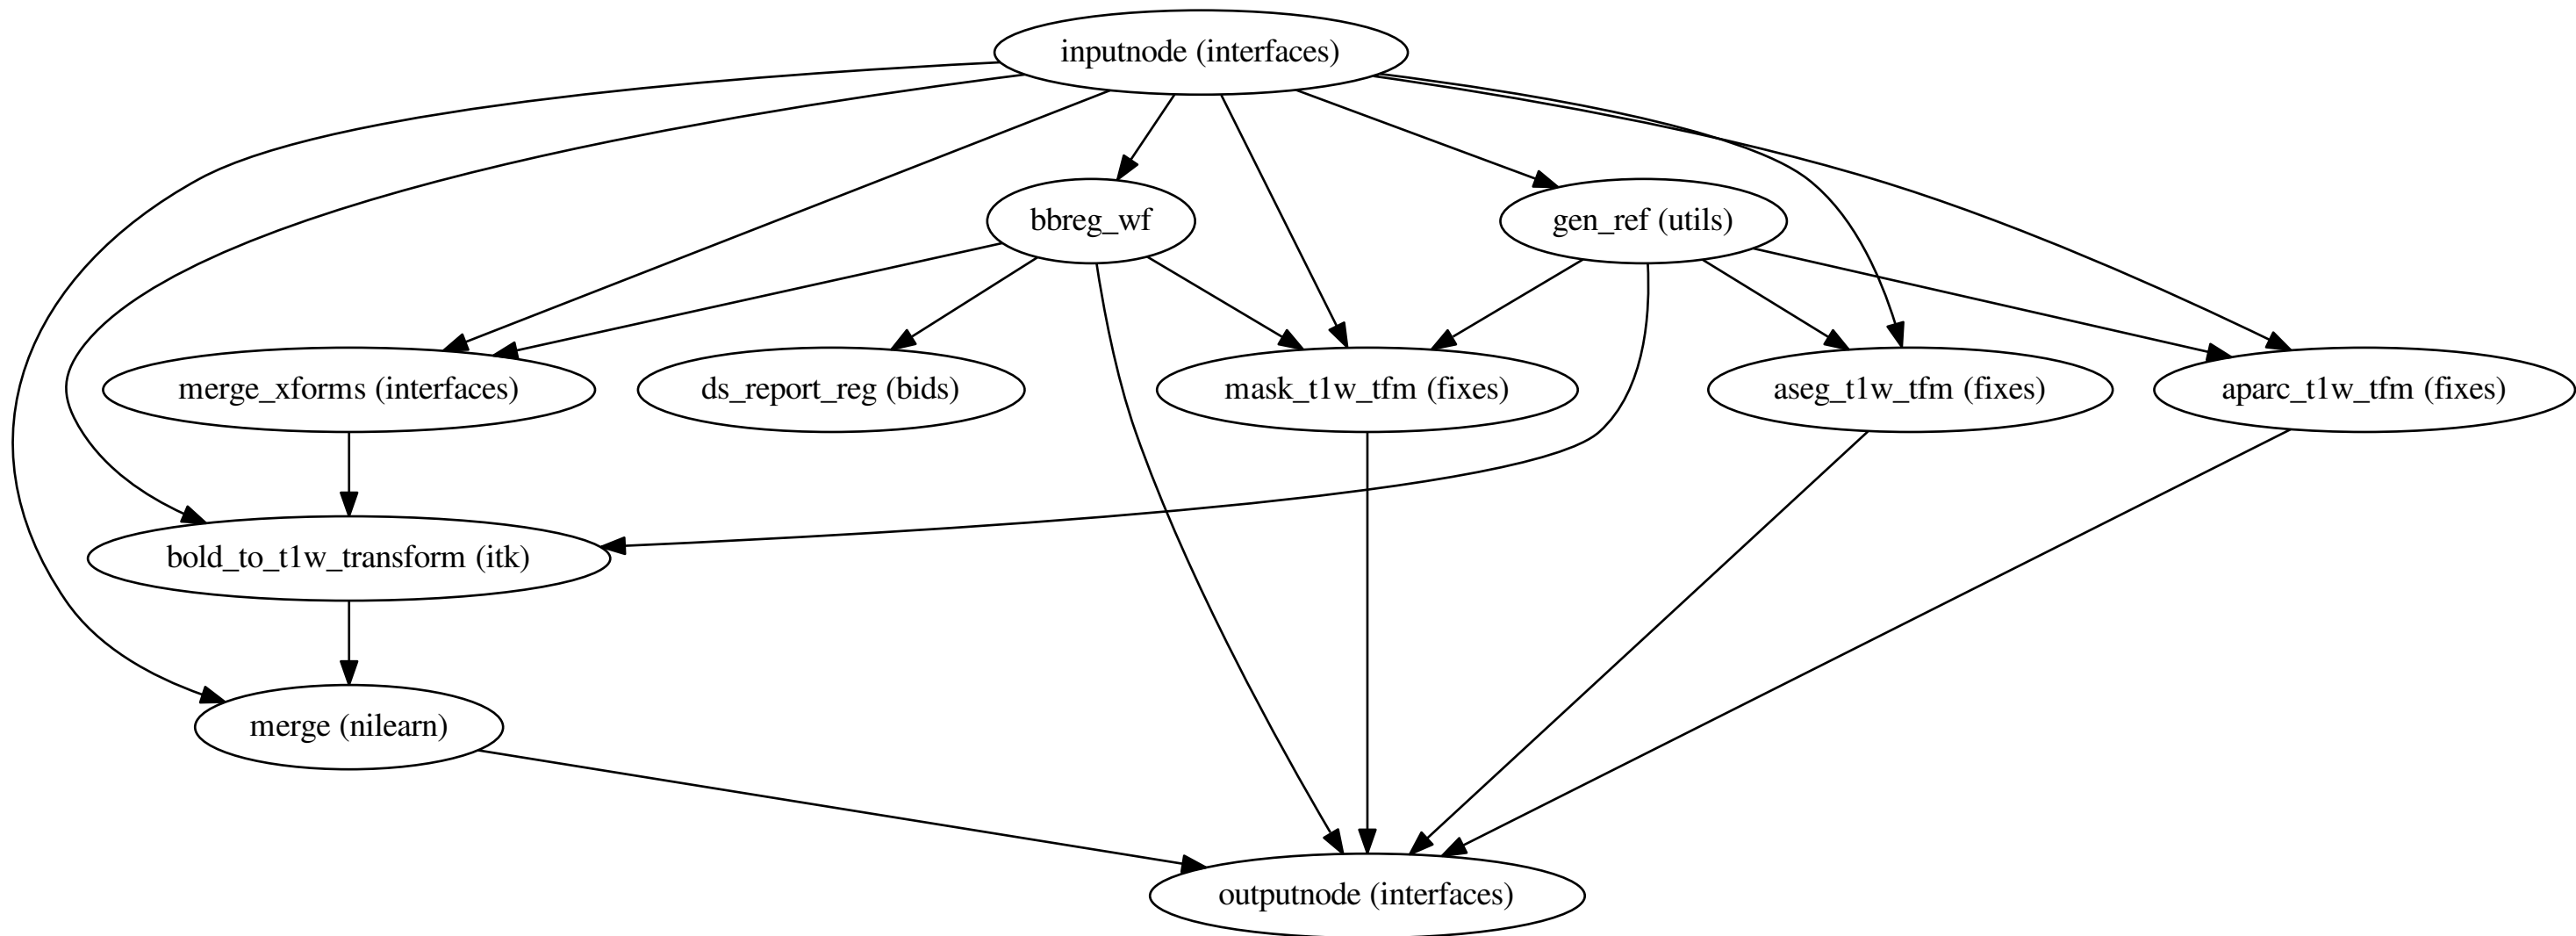 inputnode (interfaces)
bbreg_wf
gen_ref (utils)
merge_xforms (interfaces)
ds_report_reg (bids)
mask_t1w_tfm (fixes)
aseg_t1w_tfm (fixes)
aparc_t1w_tfm (fixes)
bold_to_t1w_transform (itk)
merge (nilearn)
outputnode (interfaces)